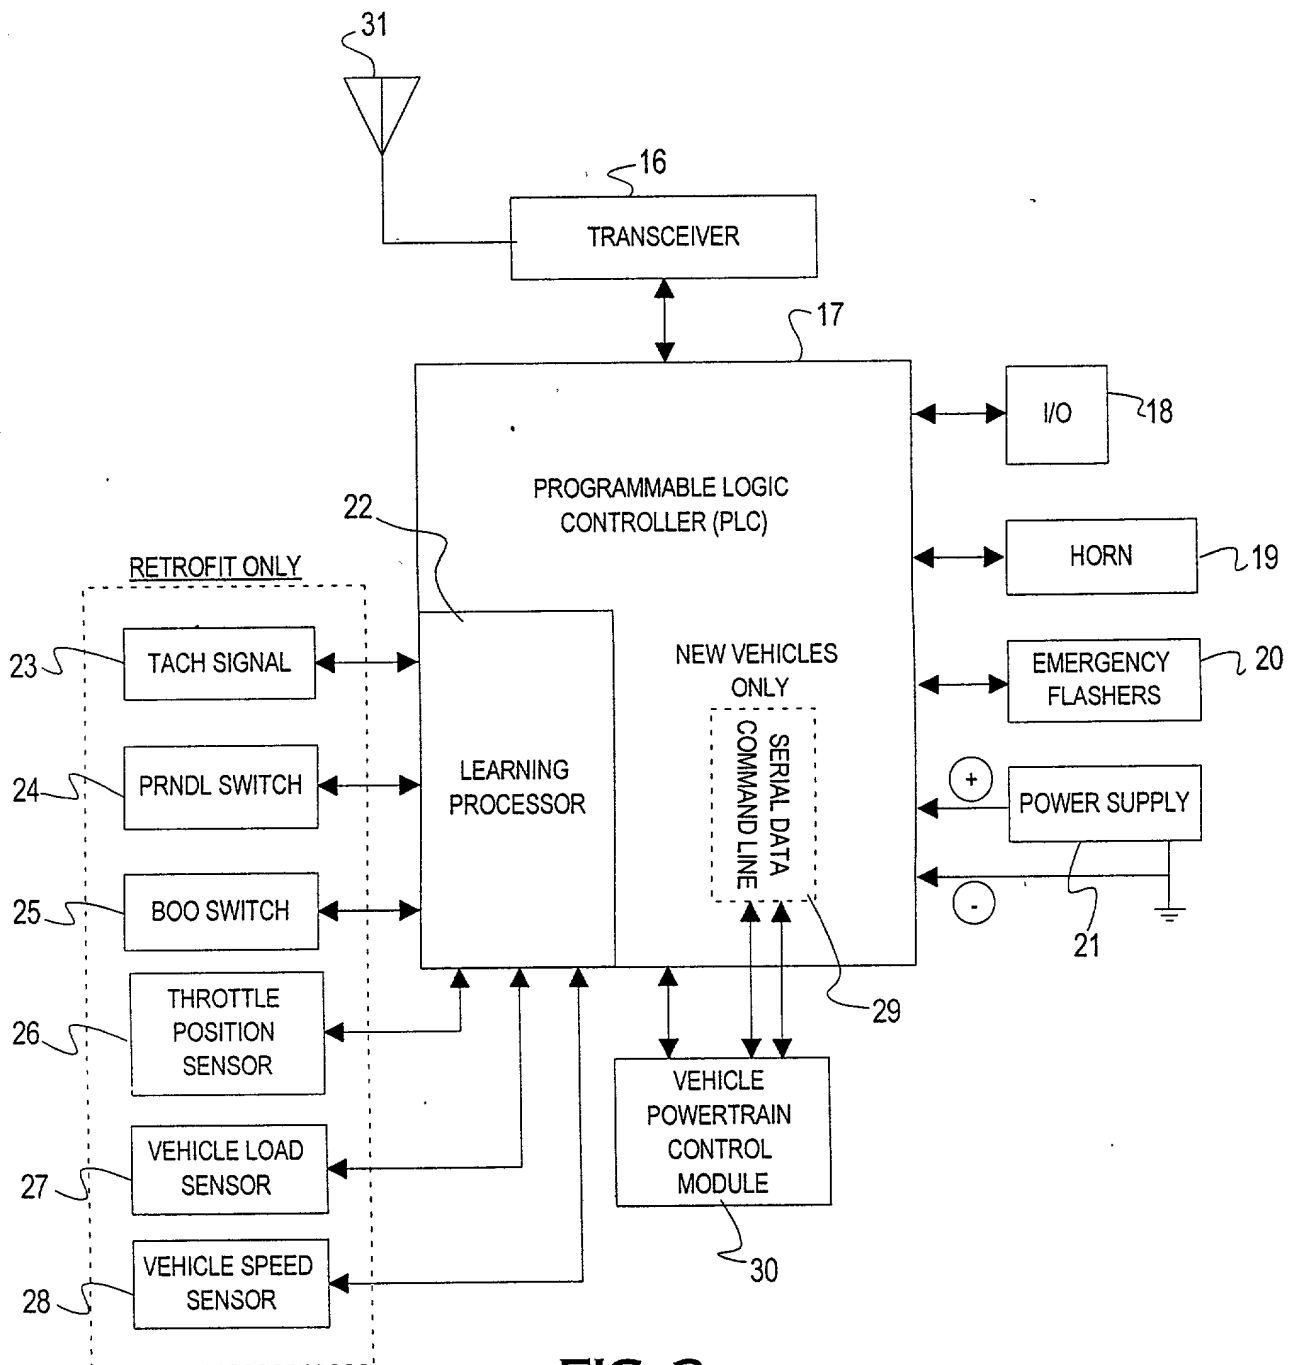 31
16
TRANSCEIVER
17
I/O
18
PROGRAMMABLE LOGIC
CONTROLLER (PLC)
22
HORN
19
RETROFIT ONLY
23
TACH SIGNAL
NEW VEHICLES
ONLY
EMERGENCY
FLASHERS
20
24
PRNDL SWITCH
LEARNING
PROCESSOR
SERIAL DATA
COMMAND LINE
+
POWER SUPPLY
25
BOO SWITCH
-
21
26
THROTTLE
POSITION
SENSOR
29
VEHICLE
POWERTRAIN
CONTROL
MODULE
27
VEHICLE LOAD
SENSOR
30
28
VEHICLE SPEED
SENSOR